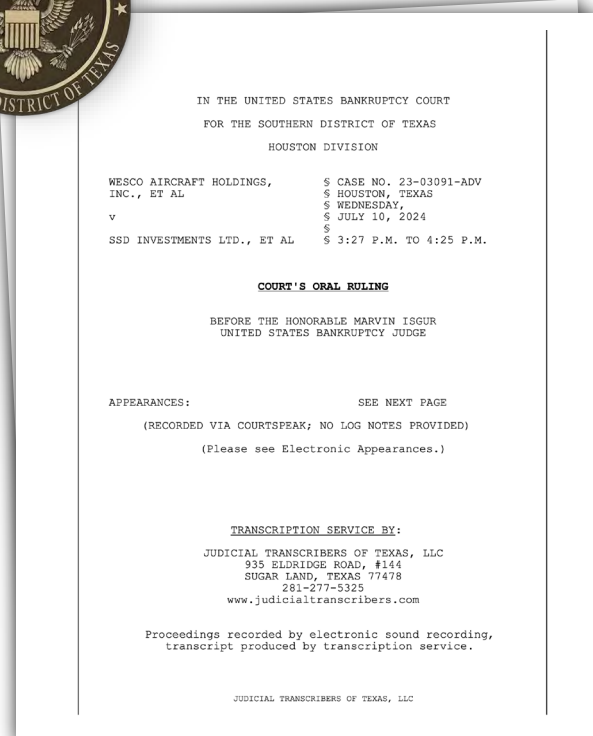 DISTRICT OF TEXAS
IN THE UNITED STATES BANKRUPTCY COURT
FOR THE SOUTHERN DISTRICT OF TEXAS
HOUSTON DIVISION
WESCO AIRCRAFT HOLDINGS, § CASE NO. 23-03091-ADV
INC., ET AL § HOUSTON, TEXAS
§ WEDNESDAY,
v § JULY 10, 2024
§
SSD INVESTMENTS LTD., ET AL § 3:27 P.M. TO 4:25 P.M.
COURT'S ORAL RULING
BEFORE THE HONORABLE MARVIN ISGUR
UNITED STATES BANKRUPTCY JUDGE
APPEARANCES: SEE NEXT PAGE
(RECORDED VIA COURTSPEAK; NO LOG NOTES PROVIDED)
(Please see Electronic Appearances.)
TRANSCRIPTION SERVICE BY:
JUDICIAL TRANSCRIBERS OF TEXAS, LLC
935 ELDRIDGE ROAD, #144
SUGAR LAND, TEXAS 77478
281-277-5325
www.judicialtranscribers.com
Proceedings recorded by electronic sound recording,
transcript produced by transcription service.
JUDICIAL TRANSCRIBERS OF TEXAS, LLC